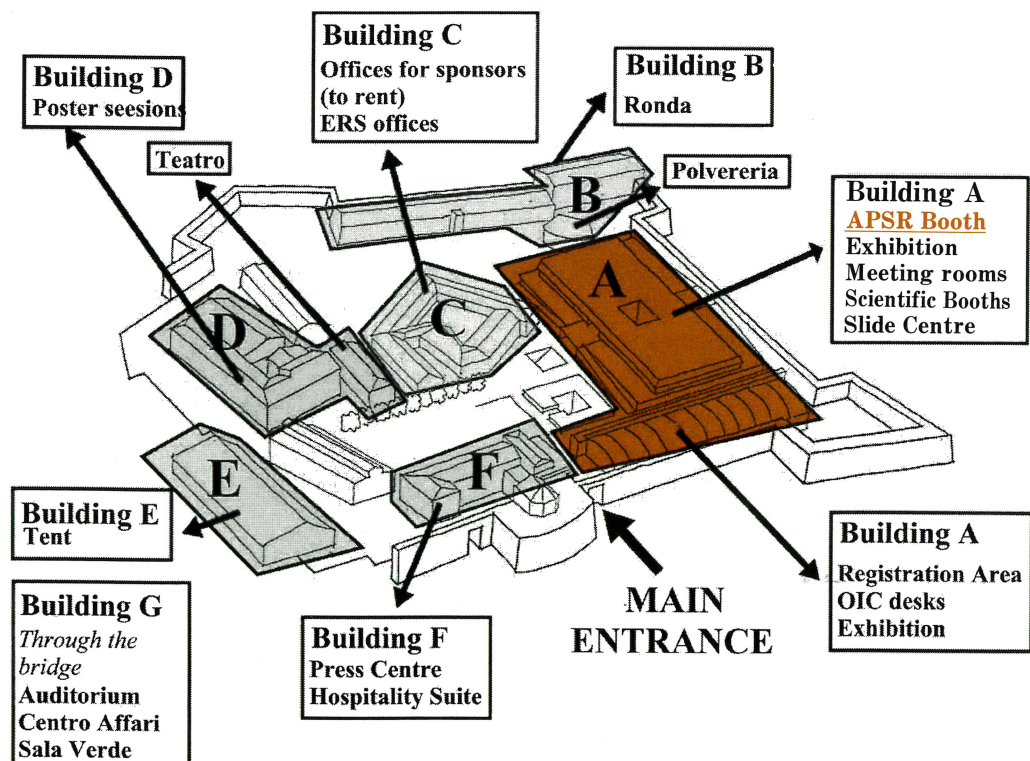 Building C
Offices for sponsors
(to rent)
ERS offices
Building B
Ronda
Building D
Poster seesions
Teatro
Polvereria
Building A
APSR Booth
Exhibition
Meeting rooms
Scientific Booths
Slide Centre
B
A
C
D
E
F
Building E
Tent
Building G
Through the
bridge
Auditorium
Centro Affari
Sala Verde
Building F
Press Centre
Hospitality Suite
MAIN
ENTRANCE
Building A
Registration Area
OIC desks
Exhibition